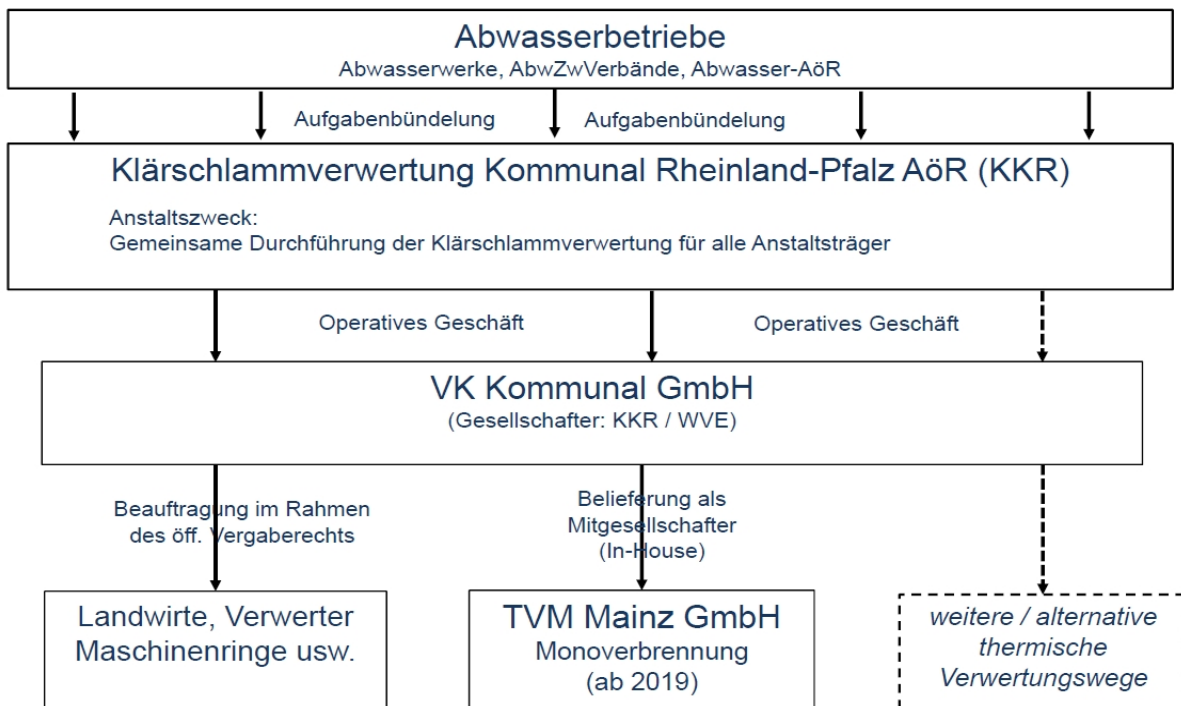 Abwasserbetriebe
Abwasserwerke, AbwZwVerbände, Abwasser-AöR
Aufgabenbündelung
Aufgabenbündelung
Klärschlammverwertung Kommunal Rheinland-Pfalz AöR (KKR)
Anstaltszweck:
Gemeinsame Durchführung der Klärschlammverwertung für alle Anstaltsträger
Operatives Geschäft
Operatives Geschäft
VK Kommunal GmbH
(Gesellschafter: KKR / WVE)
Beauftragung im Rahmen
des öff. Vergaberechts
Belieferung als
Mitgesellschafter
(In-House)
Landwirte, Verwerter
Maschinenringe usw.
TVM Mainz GmbH
Monoverbrennung
(ab 2019)
weitere / alternative
thermische
Verwertungswege